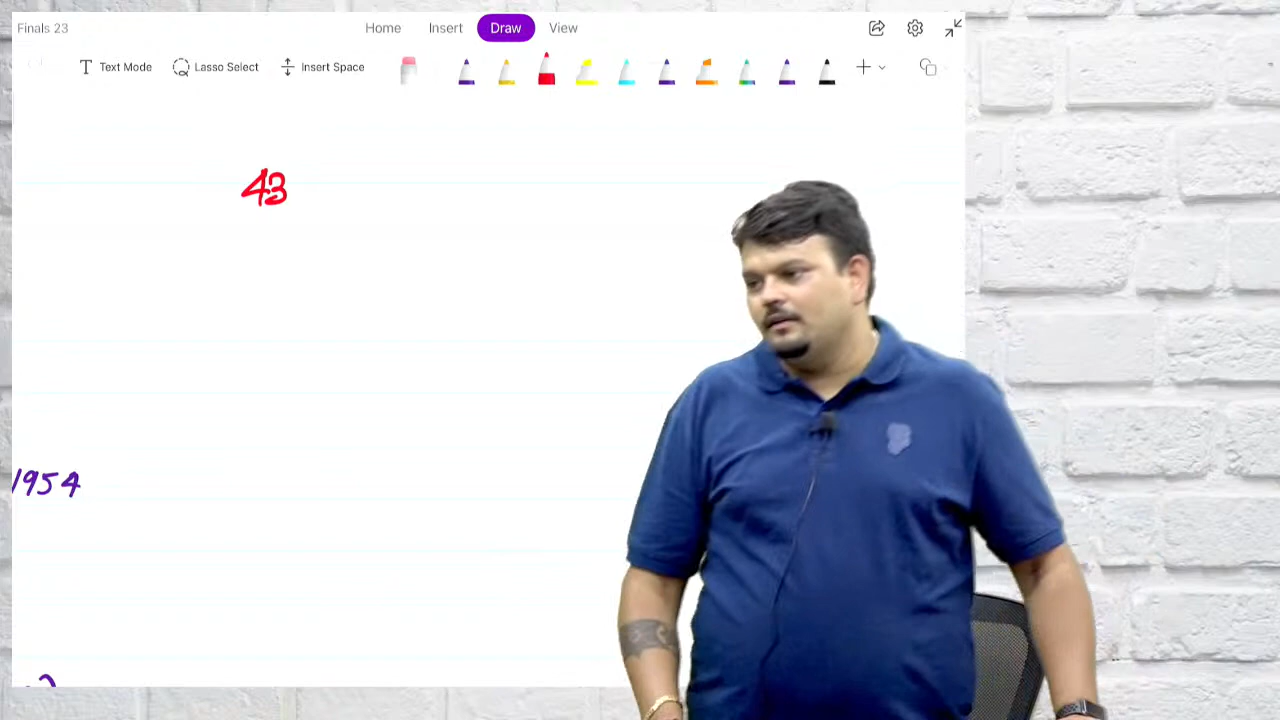 Finals 23
Home Insert Draw View
Text Mode Lasso Select Insert Space
43
1954